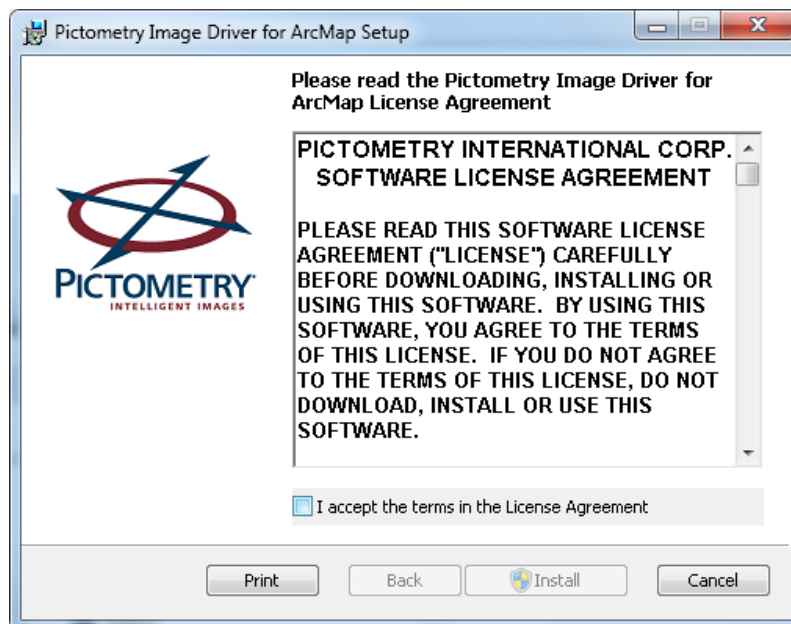 Pictometry Image Driver for ArcMap Setup
Please read the Pictometry Image Driver for
ArcMap License Agreement
PICTOMETRY INTERNATIONAL CORP.
SOFTWARE LICENSE AGREEMENT
PLEASE READ THIS SOFTWARE LICENSE
AGREEMENT ("LICENSE") CAREFULLY
BEFORE DOWNLOADING, INSTALLING OR
USING THIS SOFTWARE.  BY USING THIS
SOFTWARE, YOU AGREE TO THE TERMS
OF THIS LICENSE.  IF YOU DO NOT AGREE
TO THE TERMS OF THIS LICENSE, DO NOT
DOWNLOAD, INSTALL OR USE THIS
SOFTWARE.
PICTOMETRY
INTELLIGENT IMAGES
I accept the terms in the License Agreement
Print
Back
Install
Cancel